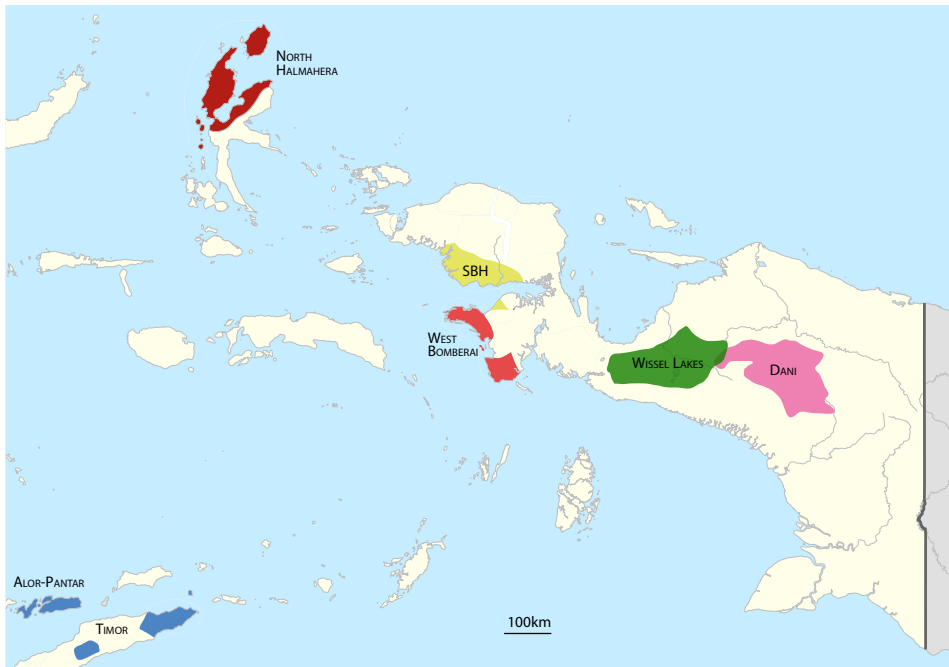 North
Halmahera
SBH
West
Bomberai
Wissel Lakes
Dani
Alor-Pantar
Timor
100km